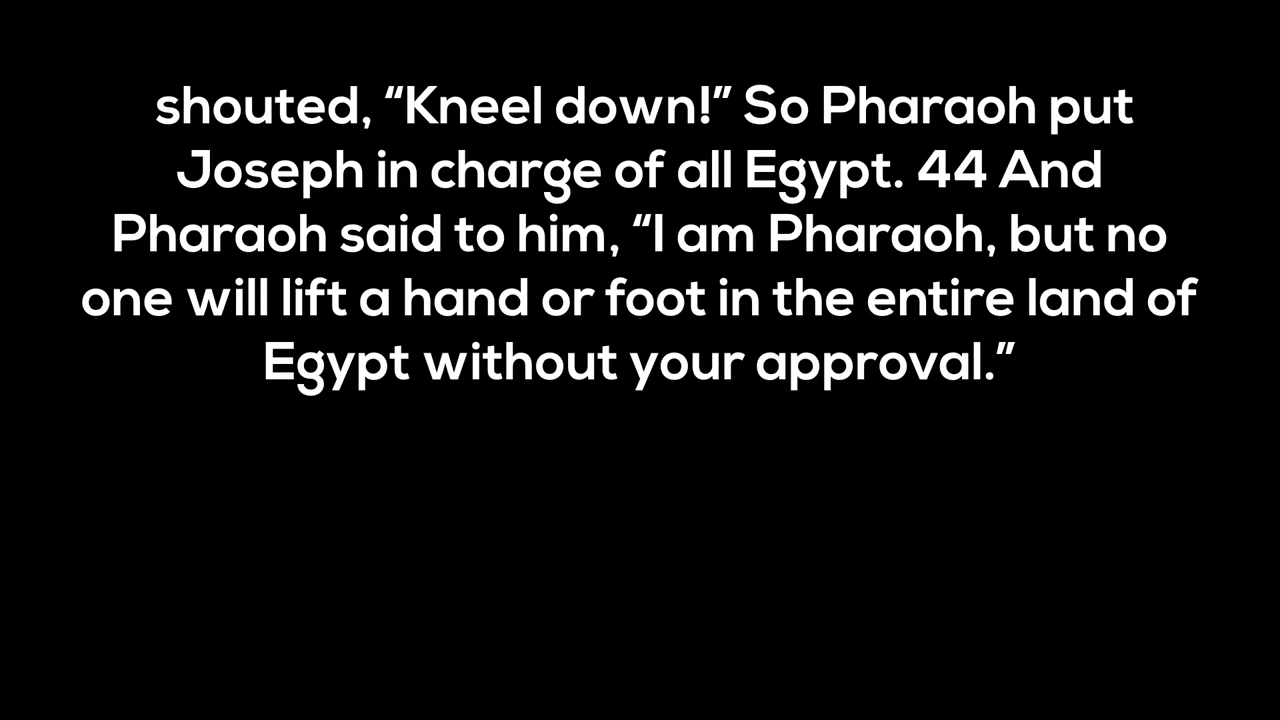 shouted, “Kneel down!” So Pharaoh put
Joseph in charge of all Egypt. 44 And
Pharaoh said to him, “I am Pharaoh, but no
one will lift a hand or foot in the entire land of
Egypt without your approval.”